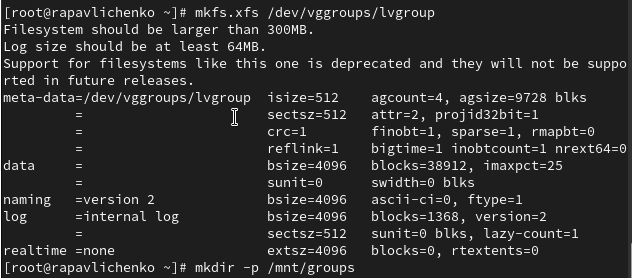 [root@rapavlichenko ~]# mkfs.xfs /dev/vggroups/lvgroup
Filesystem should be larger than 300MB.
Log size should be at least 64MB.
Support for filesystems like this one is deprecated and they will not be suppo
rted in future releases.
meta-data=/dev/vggroups/lvgroup  isize=512    agcount=4, agsize=9728 blks
         =                       sectsz=512   attr=2, projid32bit=1
         =                       crc=1        finobt=1, sparse=1, rmapbt=0
         =                       reflink=1    bigtime=1 inobtcount=1 nrext64=0
data     =                       bsize=4096   blocks=38912, imaxpct=25
         =                       sunit=0      swidth=0 blks
naming   =version 2              bsize=4096   ascii-ci=0, ftype=1
log      =internal log           bsize=4096   blocks=1368, version=2
         =                       sectsz=512   sunit=0 blks, lazy-count=1
realtime =none                   extsz=4096   blocks=0, rtextents=0
[root@rapavlichenko ~]# mkdir -p /mnt/groups